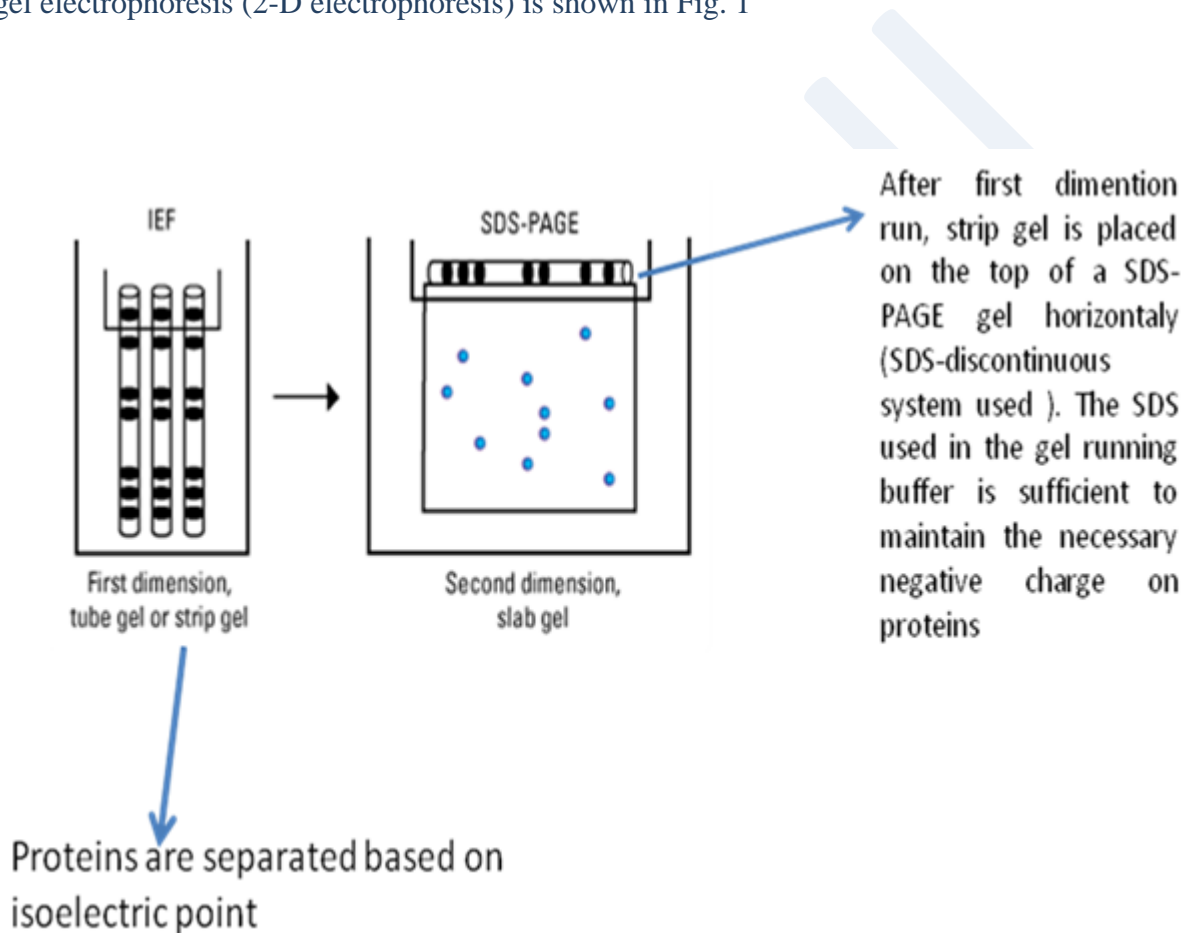 gel electrophoresis (2-D electrophoresis) is shown in Fig. 1
IEF
SDS-PAGE
First dimension,
tube gel or strip gel
Second dimension,
slab gel
After first dimention
run, strip gel is placed
on the top of a SDS-
PAGE gel horizontaly
(SDS-discontinuous
system used ). The SDS
used in the gel running
buffer is sufficient to
maintain the necessary
negative charge on
proteins
Proteins are separated based on
isoelectric point